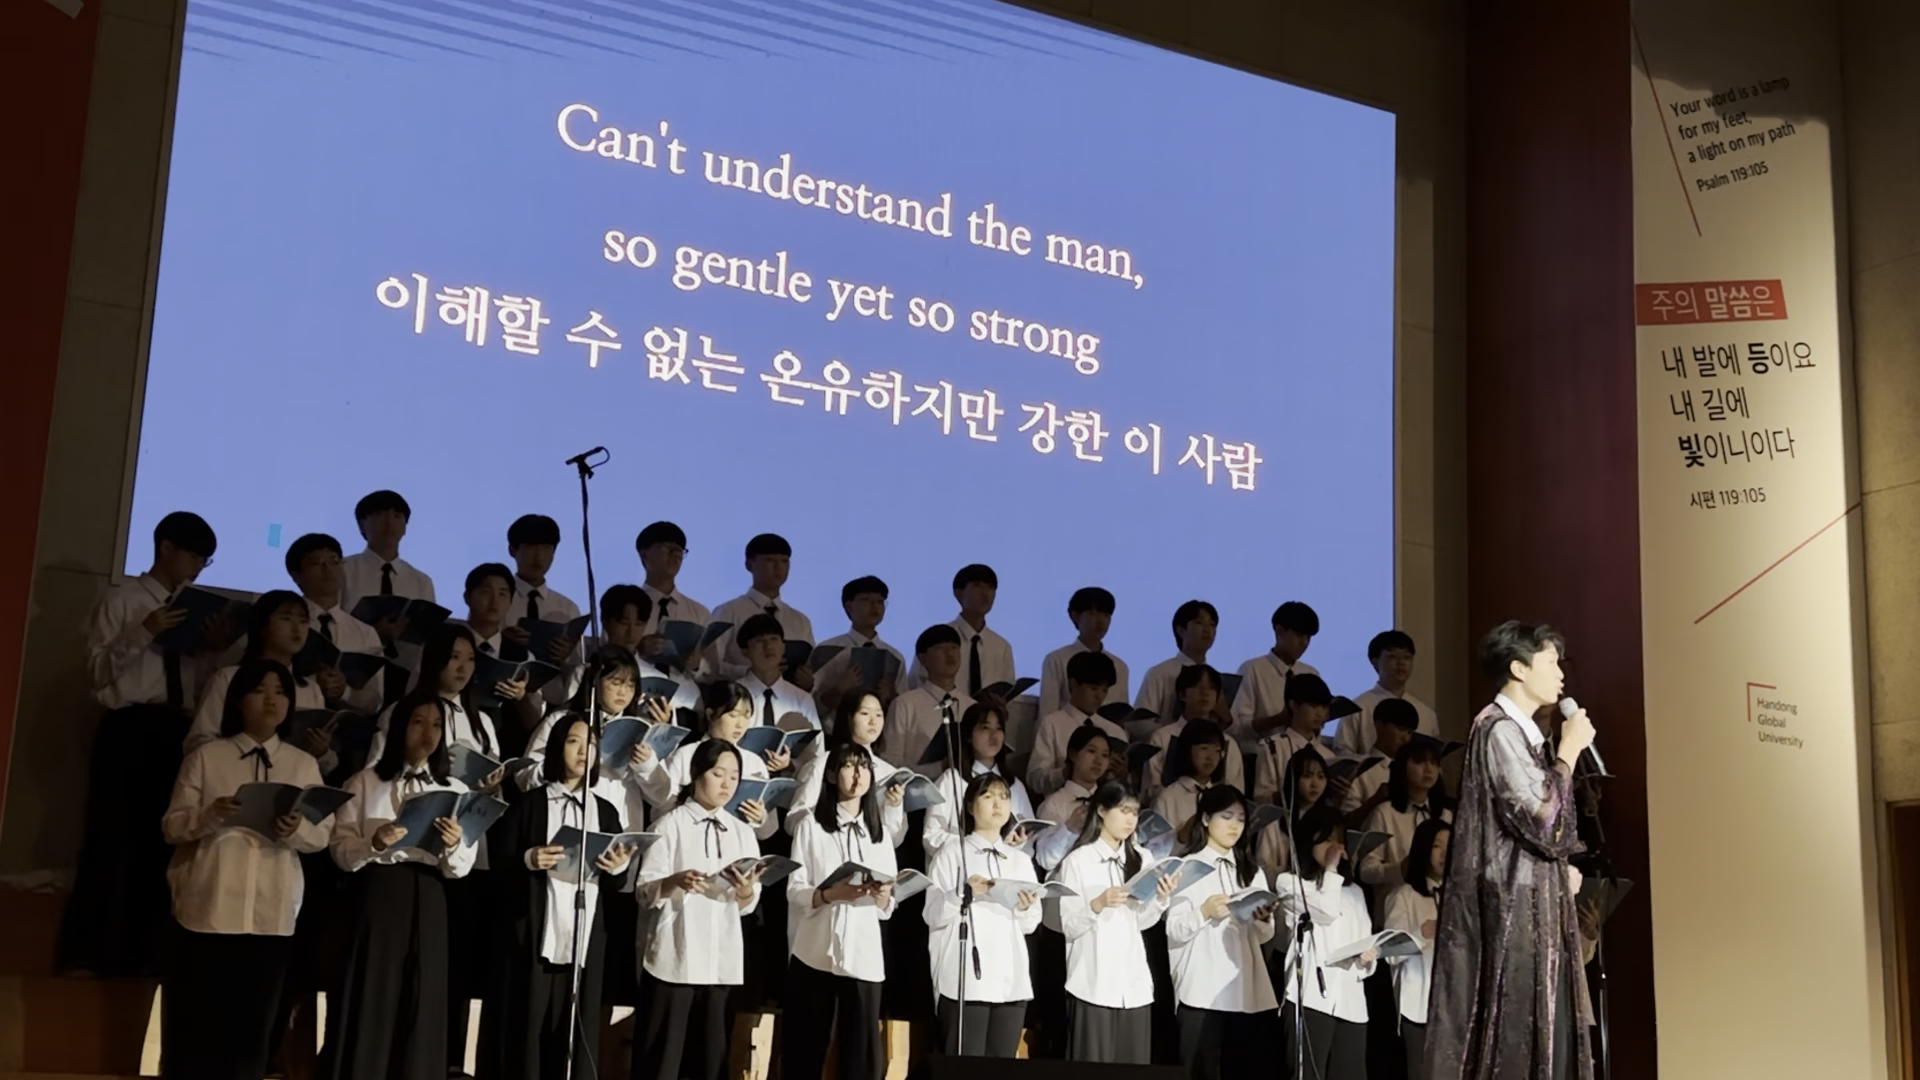 Can't understand the man,
so gentle yet so strong
이해할 수 없는 온유하지만 강한 이 사람
Your word is a lamp
for my feet,
a light on my path
Psalm 119:105
주의 말씀은
내 발에 등이요
내 길에
빛이니이다
시편 119:105
Handong
Global
University